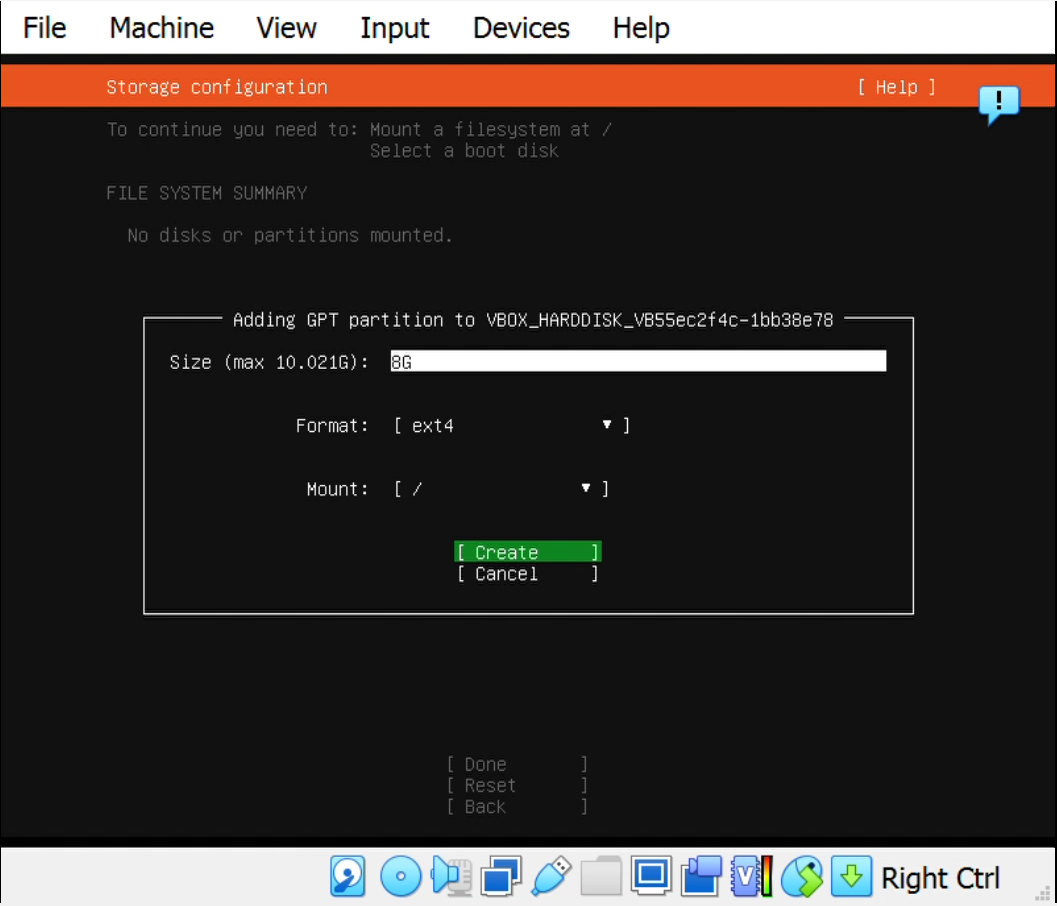 File Machine View Input Devices Help
Storage configuration [ Help ]
To continue you need to: Mount a filesystem at /
Select a boot disk
FILE SYSTEM SUMMARY
No disks or partitions mounted.
Adding GPT partition to VBOX_HARDDISK_VB55ec2f4c-1bb38e78
Size (max 10.021G): 8G
Format: [ ext4 ▾ ]
Mount: [ / ▾ ]
[ Create ]
[ Cancel ]
[ Done ]
[ Reset ]
[ Back ]
Right Ctrl